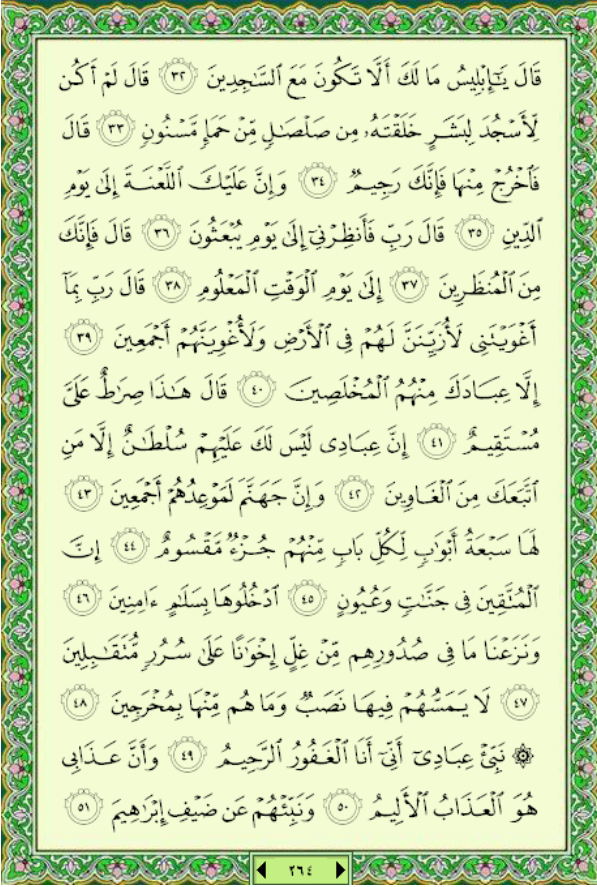 قَالَ يَـٰٓإِبْلِيسُ مَا لَكَ أَلَّا تَكُونَ مَعَ ٱلسَّـٰجِدِينَ ٣٢ قَالَ لَمْ أَكُن
لِّأَسْجُدَ لِبَشَرٍ خَلَقْتَهُۥ مِن صَلْصَـٰلٍ مِّنْ حَمَإٍ مَّسْنُونٍ ٣٣ قَالَ
فَٱخْرُجْ مِنْهَا فَإِنَّكَ رَجِيمٌ ٣٤ وَإِنَّ عَلَيْكَ ٱللَّعْنَةَ إِلَىٰ يَوْمِ
ٱلدِّينِ ٣٥ قَالَ رَبِّ فَأَنظِرْنِىٓ إِلَىٰ يَوْمِ يُبْعَثُونَ ٣٦ قَالَ فَإِنَّكَ
مِنَ ٱلْمُنظَرِينَ ٣٧ إِلَىٰ يَوْمِ ٱلْوَقْتِ ٱلْمَعْلُومِ ٣٨ قَالَ رَبِّ بِمَآ
أَغْوَيْتَنِى لَأُزَيِّنَنَّ لَهُمْ فِى ٱلْأَرْضِ وَلَأُغْوِيَنَّهُمْ أَجْمَعِينَ ٣٩
إِلَّا عِبَادَكَ مِنْهُمُ ٱلْمُخْلَصِينَ ٤٠ قَالَ هَـٰذَا صِرَٰطٌ عَلَىَّ
مُسْتَقِيمٌ ٤١ إِنَّ عِبَادِى لَيْسَ لَكَ عَلَيْهِمْ سُلْطَـٰنٌ إِلَّا مَنِ
ٱتَّبَعَكَ مِنَ ٱلْغَاوِينَ ٤٢ وَإِنَّ جَهَنَّمَ لَمَوْعِدُهُمْ أَجْمَعِينَ ٤٣
لَهَا سَبْعَةُ أَبْوَٰبٍ لِّكُلِّ بَابٍ مِّنْهُمْ جُزْءٌ مَّقْسُومٌ ٤٤ إِنَّ
ٱلْمُتَّقِينَ فِى جَنَّـٰتٍ وَعُيُونٍ ٤٥ ٱدْخُلُوهَا بِسَلَـٰمٍ ءَامِنِينَ ٤٦
وَنَزَعْنَا مَا فِى صُدُورِهِم مِّنْ غِلٍّ إِخْوَٰنًا عَلَىٰ سُرُرٍ مُّتَقَـٰبِلِينَ
٤٧ لَا يَمَسُّهُمْ فِيهَا نَصَبٌ وَمَا هُم مِّنْهَا بِمُخْرَجِينَ ٤٨
۞ نَبِّئْ عِبَادِىٓ أَنِّىٓ أَنَا ٱلْغَفُورُ ٱلرَّحِيمُ ٤٩ وَأَنَّ عَذَابِى
هُوَ ٱلْعَذَابُ ٱلْأَلِيمُ ٥٠ وَنَبِّئْهُمْ عَن ضَيْفِ إِبْرَٰهِيمَ ٥١
٢٦٤